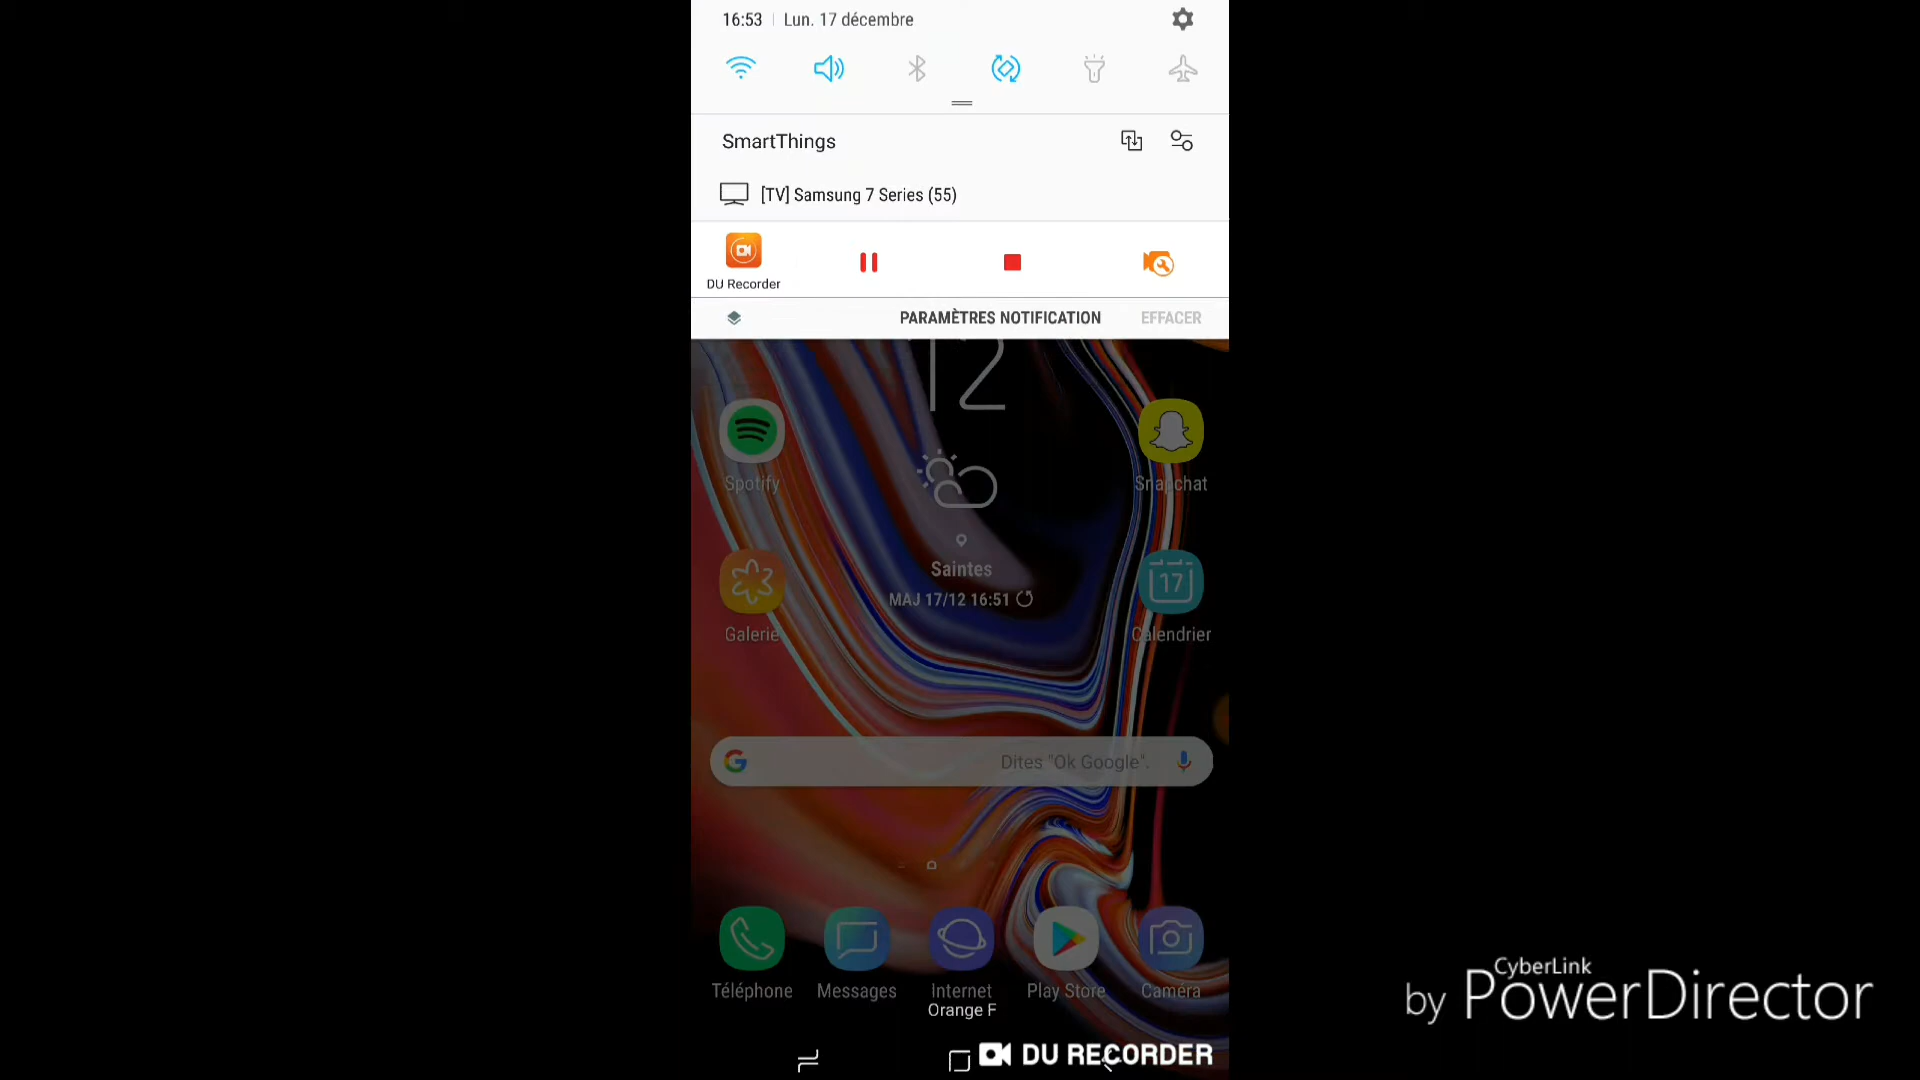 16:53 | Lun. 17 décembre
SmartThings
[TV] Samsung 7 Series (55)
DU Recorder
PARAMÈTRES NOTIFICATION EFFACER
12
Spotify
Snapchat
Saintes
MAJ 17/12 16:51
17
Galerie
Calendrier
G Dites "Ok Google".
Téléphone Messages Internet Play Store Caméra
Orange F
DU RECORDER
by CyberLink
PowerDirector